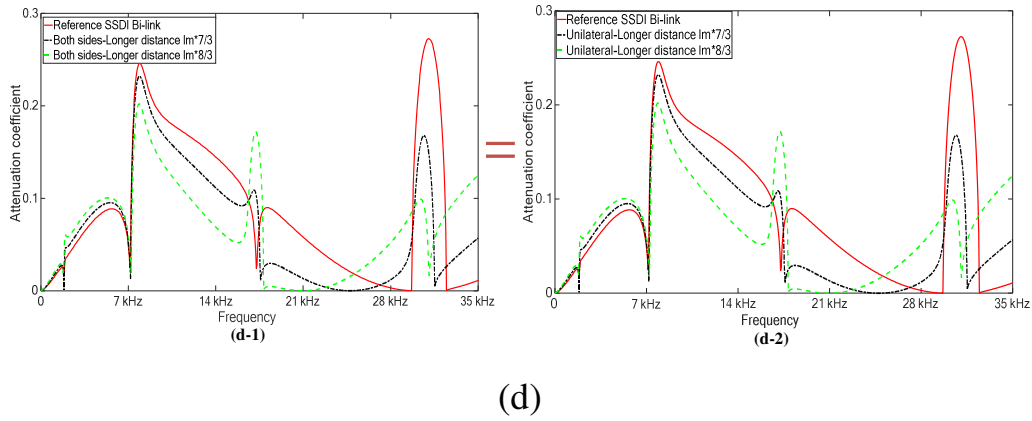 0.3
Reference SSDI Bi-link
Both sides-Longer distance lm*7/3
Both sides-Longer distance lm*8/3
0.2
0.1
0
Attenuation coefficient
0
7 kHz
14 kHz
21 kHz
28 kHz
35 kHz
Frequency
(d-1)
=
0.3
Reference SSDI Bi-link
Unilateral-Longer distance lm*7/3
Unilateral-Longer distance lm*8/3
0.2
0.1
0
Attenuation coefficient
0
7 kHz
14 kHz
21 kHz
28 kHz
35 kHz
Frequency
(d-2)
(d)